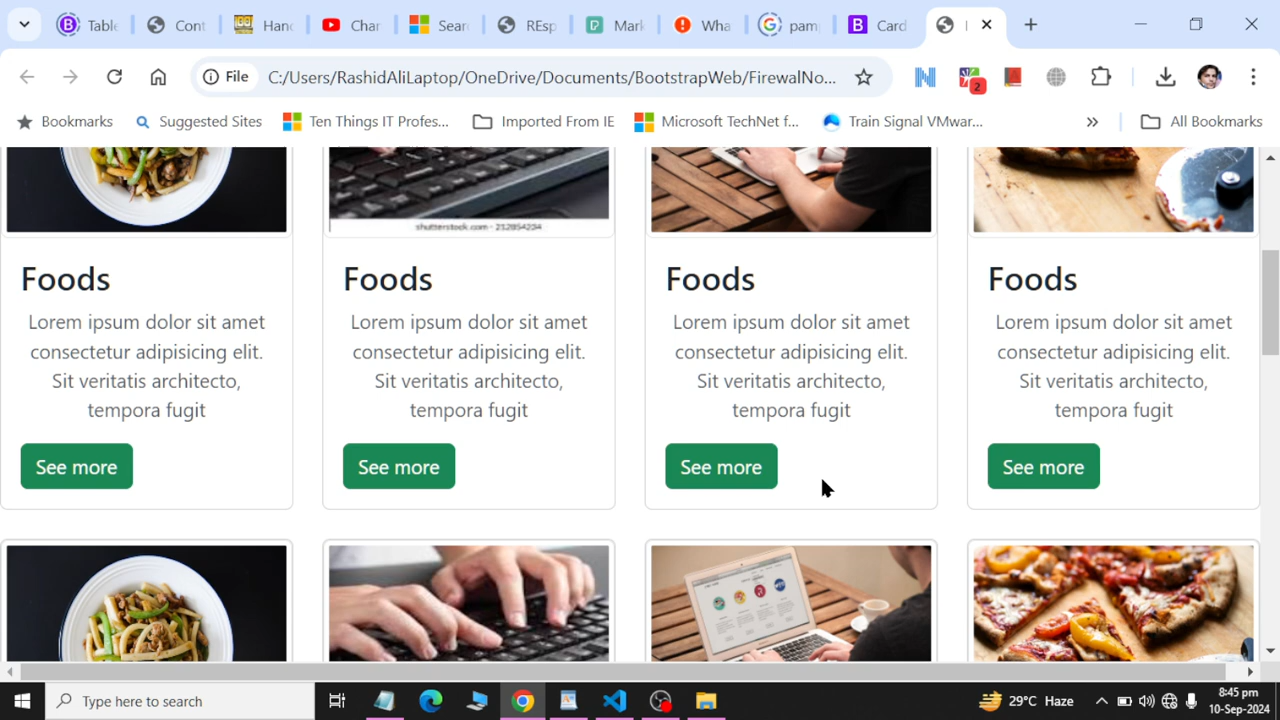 Table
Cont
Hand
Char
Sear
REsp
Mark
Wha
pam
Card
File
C:/Users/RashidAliLaptop/OneDrive/Documents/BootstrapWeb/FirewalNo...
2
Bookmarks
Suggested Sites
Ten Things IT Profes...
Imported From IE
Microsoft TechNet f...
Train Signal VMwar...
»
All Bookmarks
shutterstock.com · 212854234
Foods
Lorem ipsum dolor sit amet
consectetur adipisicing elit.
Sit veritatis architecto,
tempora fugit
See more
Foods
Lorem ipsum dolor sit amet
consectetur adipisicing elit.
Sit veritatis architecto,
tempora fugit
See more
Foods
Lorem ipsum dolor sit amet
consectetur adipisicing elit.
Sit veritatis architecto,
tempora fugit
See more
Foods
Lorem ipsum dolor sit amet
consectetur adipisicing elit.
Sit veritatis architecto,
tempora fugit
See more
Type here to search
29°C Haze
8:45 pm
10-Sep-2024